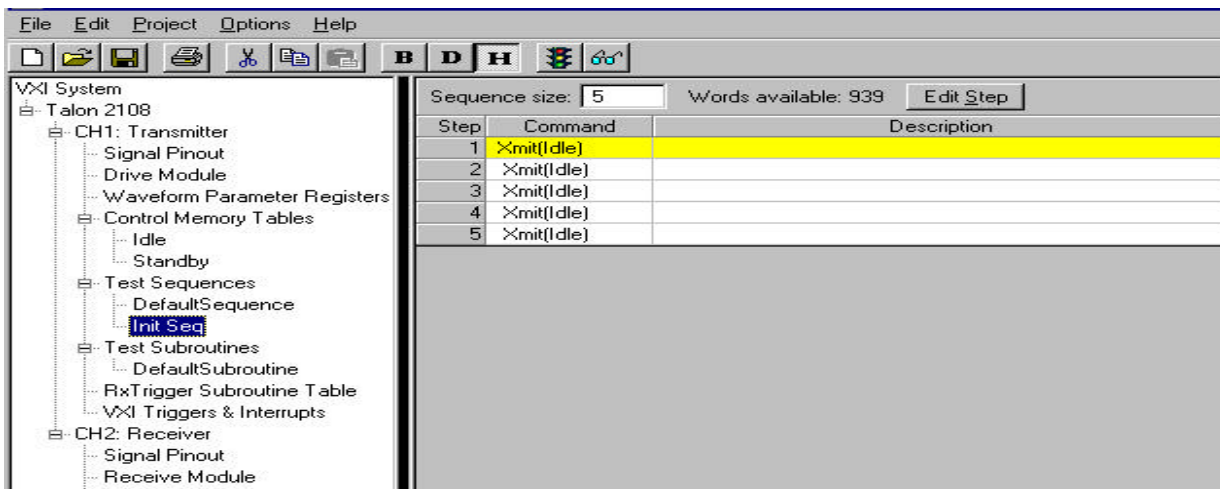 File Edit Project Options Help
B D H
VXI System
Talon 2108
CH1: Transmitter
Signal Pinout
Drive Module
Waveform Parameter Registers
Control Memory Tables
Idle
Standby
Test Sequences
DefaultSequence
Init Seq
Test Subroutines
DefaultSubroutine
RxTrigger Subroutine Table
VXI Triggers & Interrupts
CH2: Receiver
Signal Pinout
Receive Module
Sequence size: 5 Words available: 939 Edit Step
Step Command Description
1 Xmit(Idle)
2 Xmit(Idle)
3 Xmit(Idle)
4 Xmit(Idle)
5 Xmit(Idle)